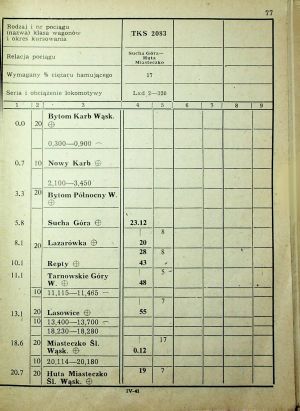 77
Rodzaj i nr pociągu
(nazwa) klasa wagonów
i okres kursowania
TKS 2083
Relacja pociągu
Sucha Góra—
Huta
Miasteczko
Wymagany % ciężaru hamującego
17
Seria i obciążenie lokomotywy
Lxd 2—320
1 2 3 4 5 6 7 8 9
0.0 20 Bytom Karb Wąsk. ⊕
0,300—0,900
0.7 10 Nowy Karb ⊕
2,100—3,450
3.3 20 Bytom Północny W. ⊕
5.8 Sucha Góra ⊕ 23.12
8
8.1 20 Lazarówka ⊕ 20
28 8
10.1 Repty ⊕ 43
5
11.1 Tarnowskie Góry
W. ⊕ 48
10 11,115—11,465
7
13.1 20 Lasowice ⊕ 55
10 13,400—13,700
18,230—18,280
17
18.6 20 Miasteczko Śl.
Wąsk. ⊕ 0.12
10 20,114—20,180
20.7 20 Huta Miasteczko
Śl. Wąsk. ⊕ 19 7
IV-41